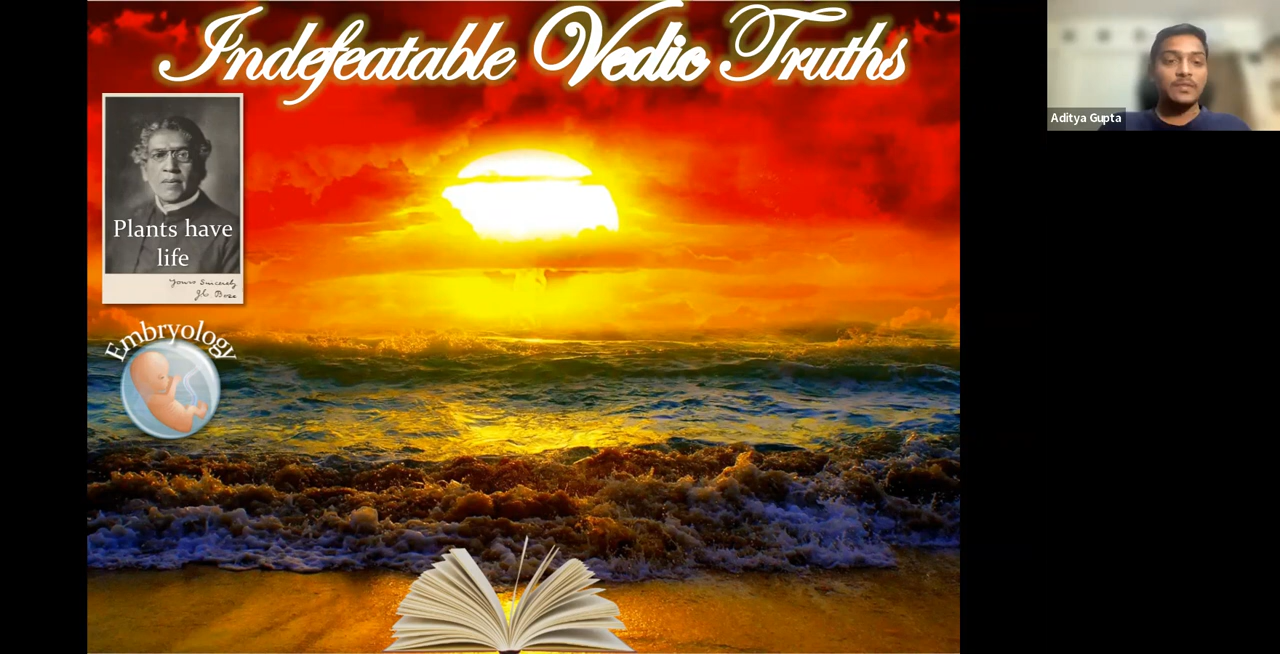 Indefeatable Vedic Truths
Plants have
life
Yours Sincerely
J.C. Bose
Embryology
Aditya Gupta